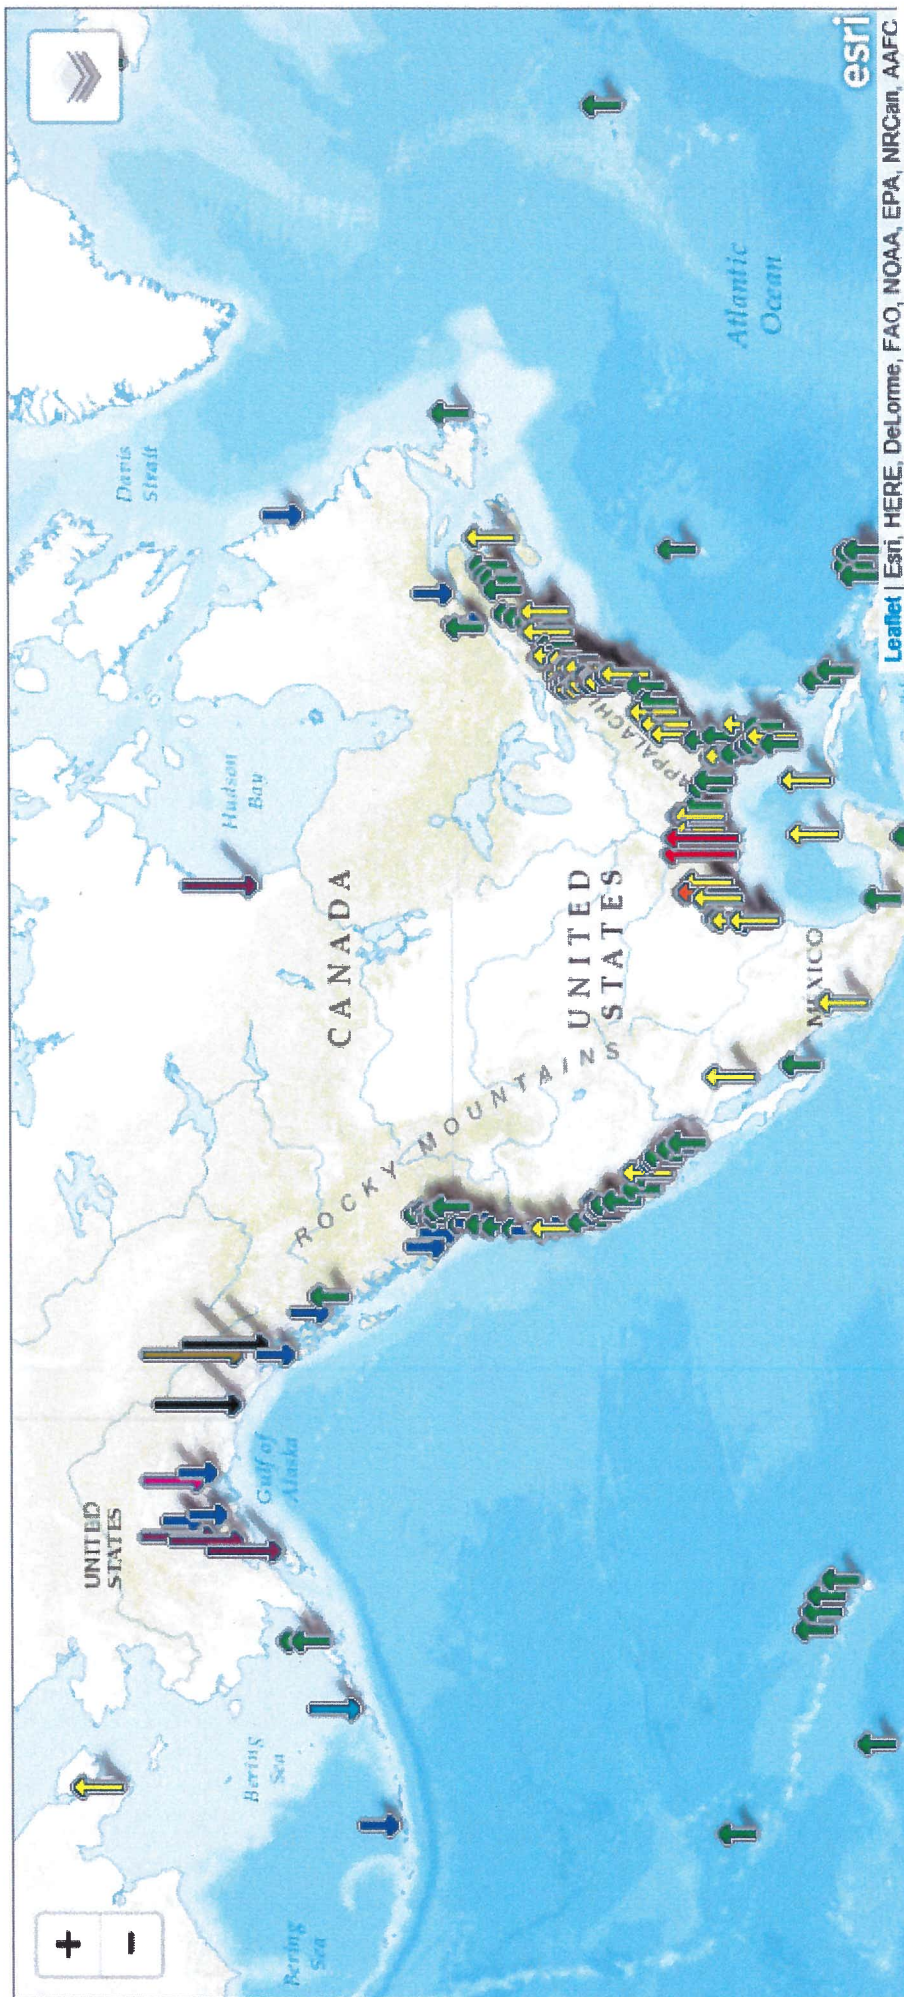 +
-
Bering
Sea
Bering
Sea
UNITED
STATES
Gulf of
Alaska
ROCKY MOUNTAINS
CANADA
Hudson
Bay
Davis
Strait
UNITED
STATES
APPALACHI
MEXICO
Atlantic
Ocean
esri
Leaflet | Esri, HERE, DeLorme, FAO, NOAA, EPA, NRCan, AAFC